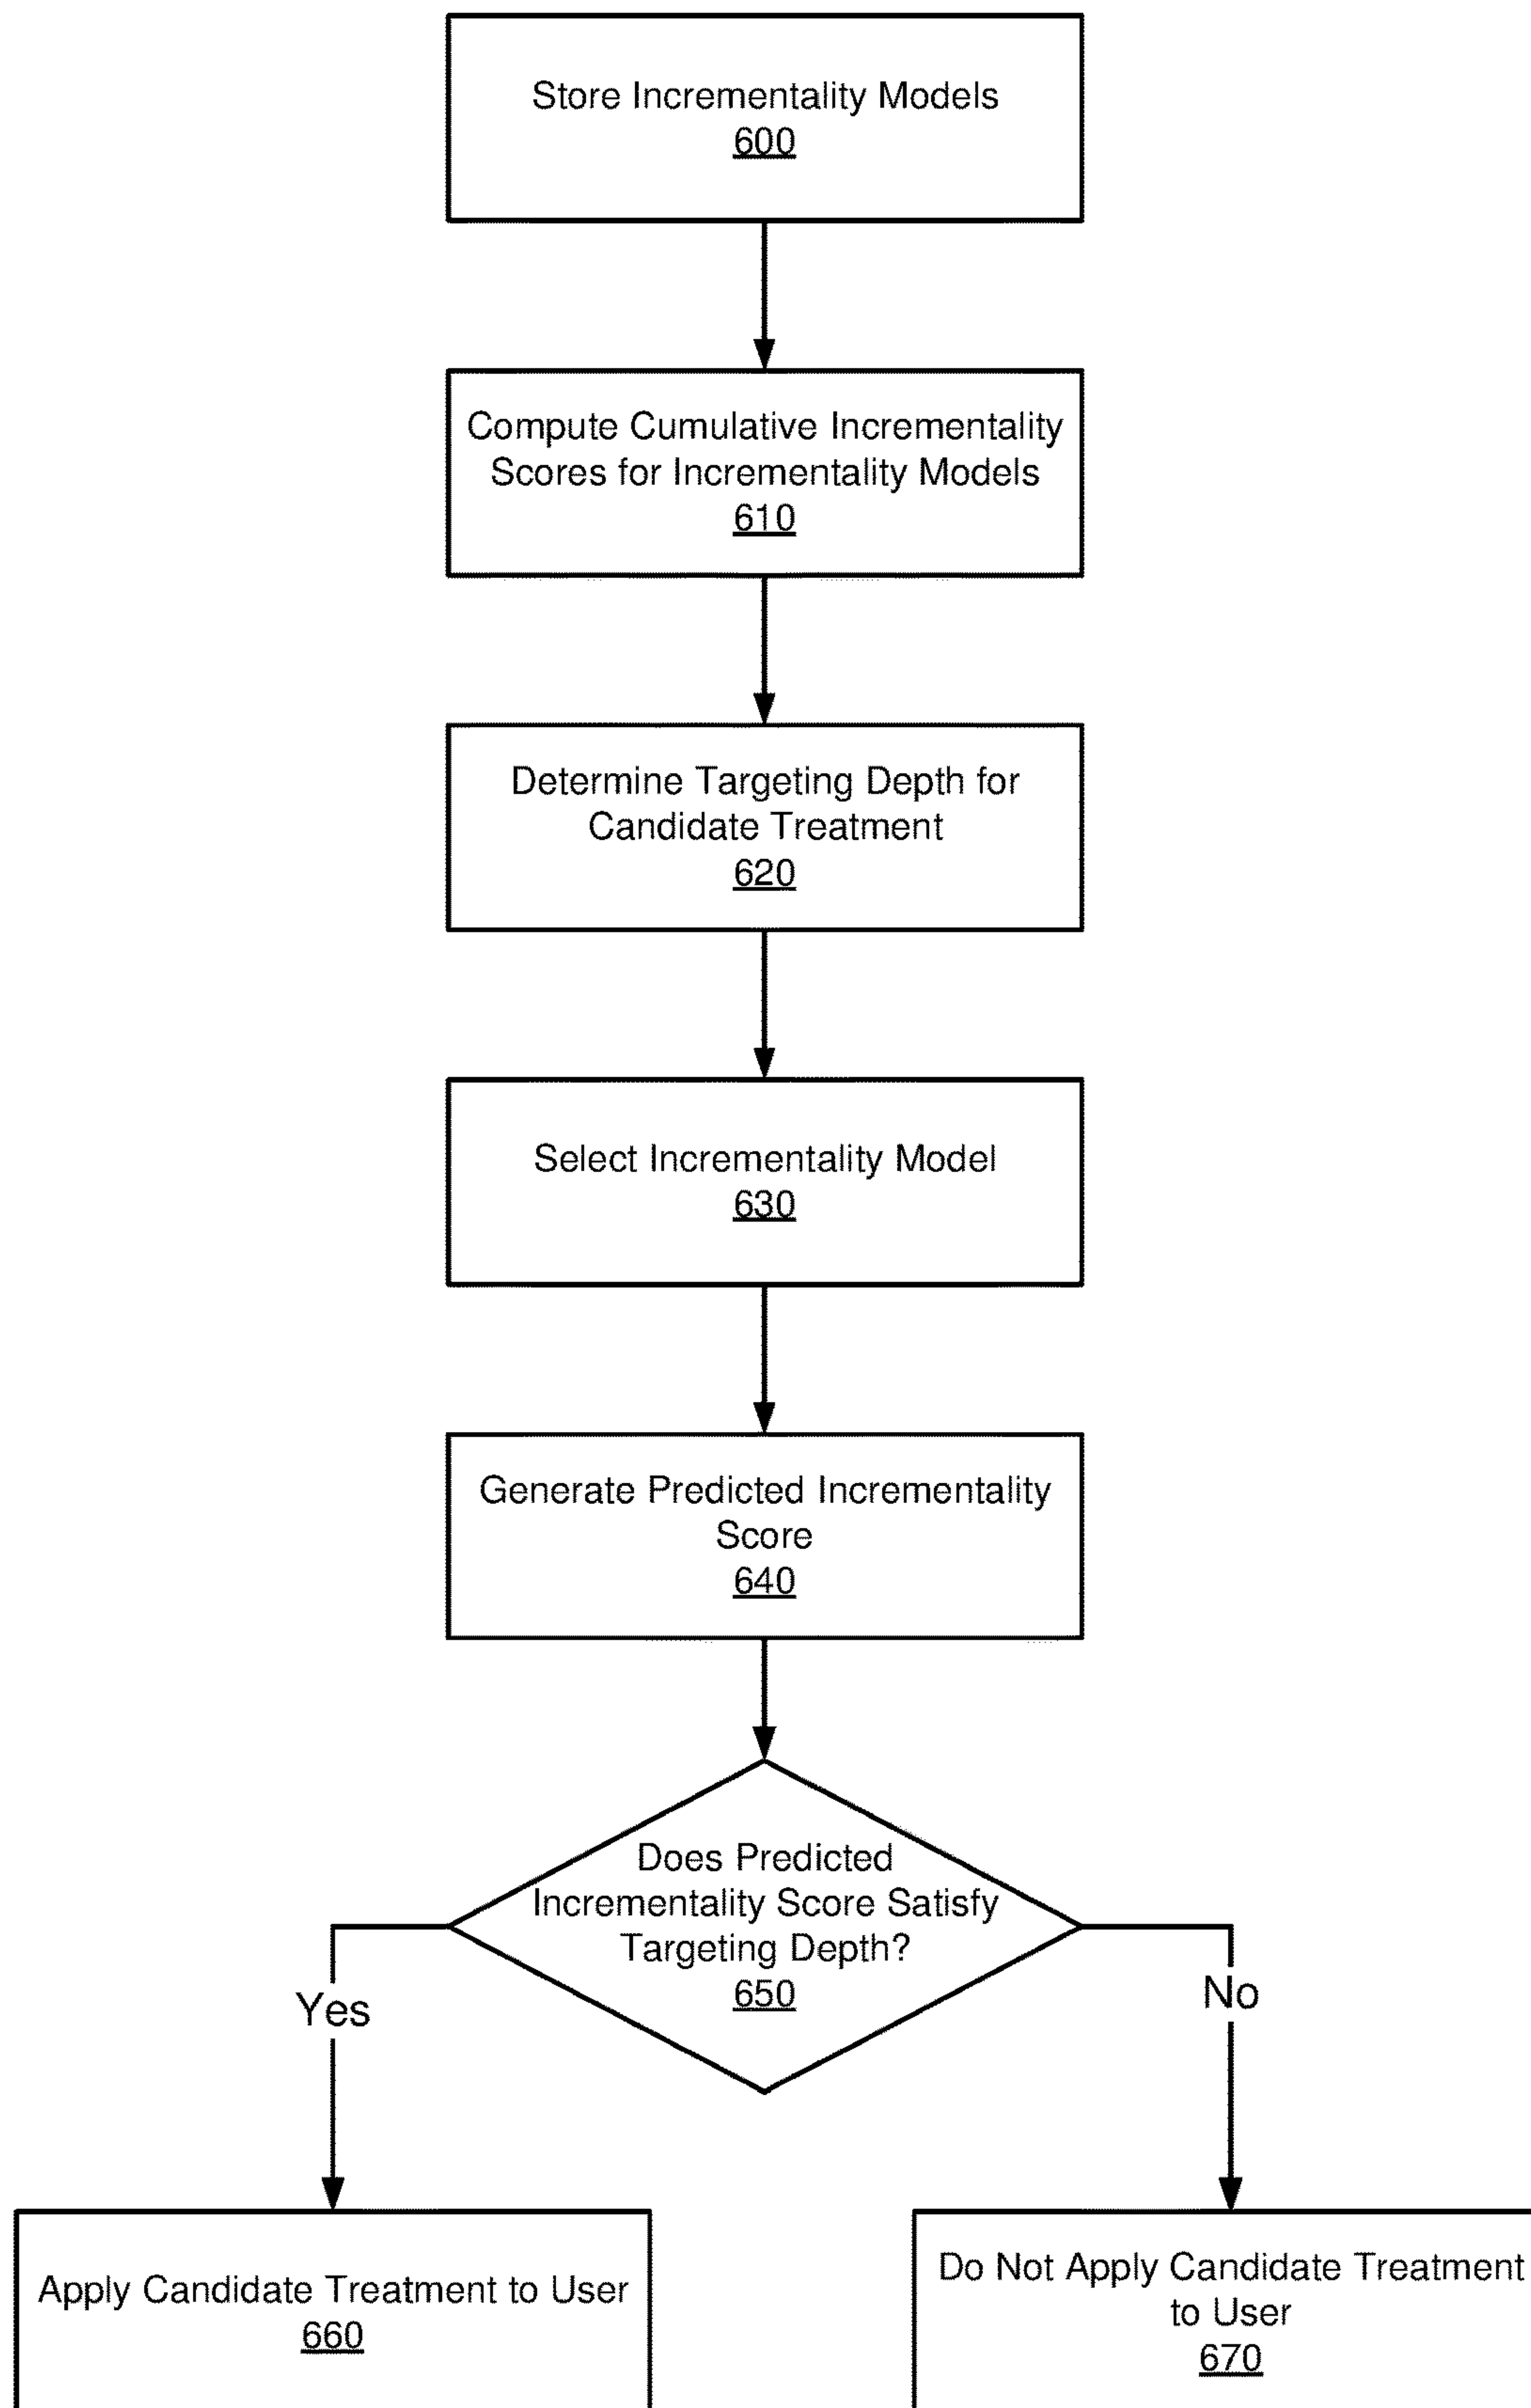 Store Incrementality Models
600
Compute Cumulative Incrementality
Scores for Incrementality Models
610
Determine Targeting Depth for
Candidate Treatment
620
Select Incrementality Model
630
Generate Predicted Incrementality
Score
640
Does Predicted
Incrementality Score Satisfy
Targeting Depth?
650
Yes
No
Apply Candidate Treatment to User
660
Do Not Apply Candidate Treatment
to User
670